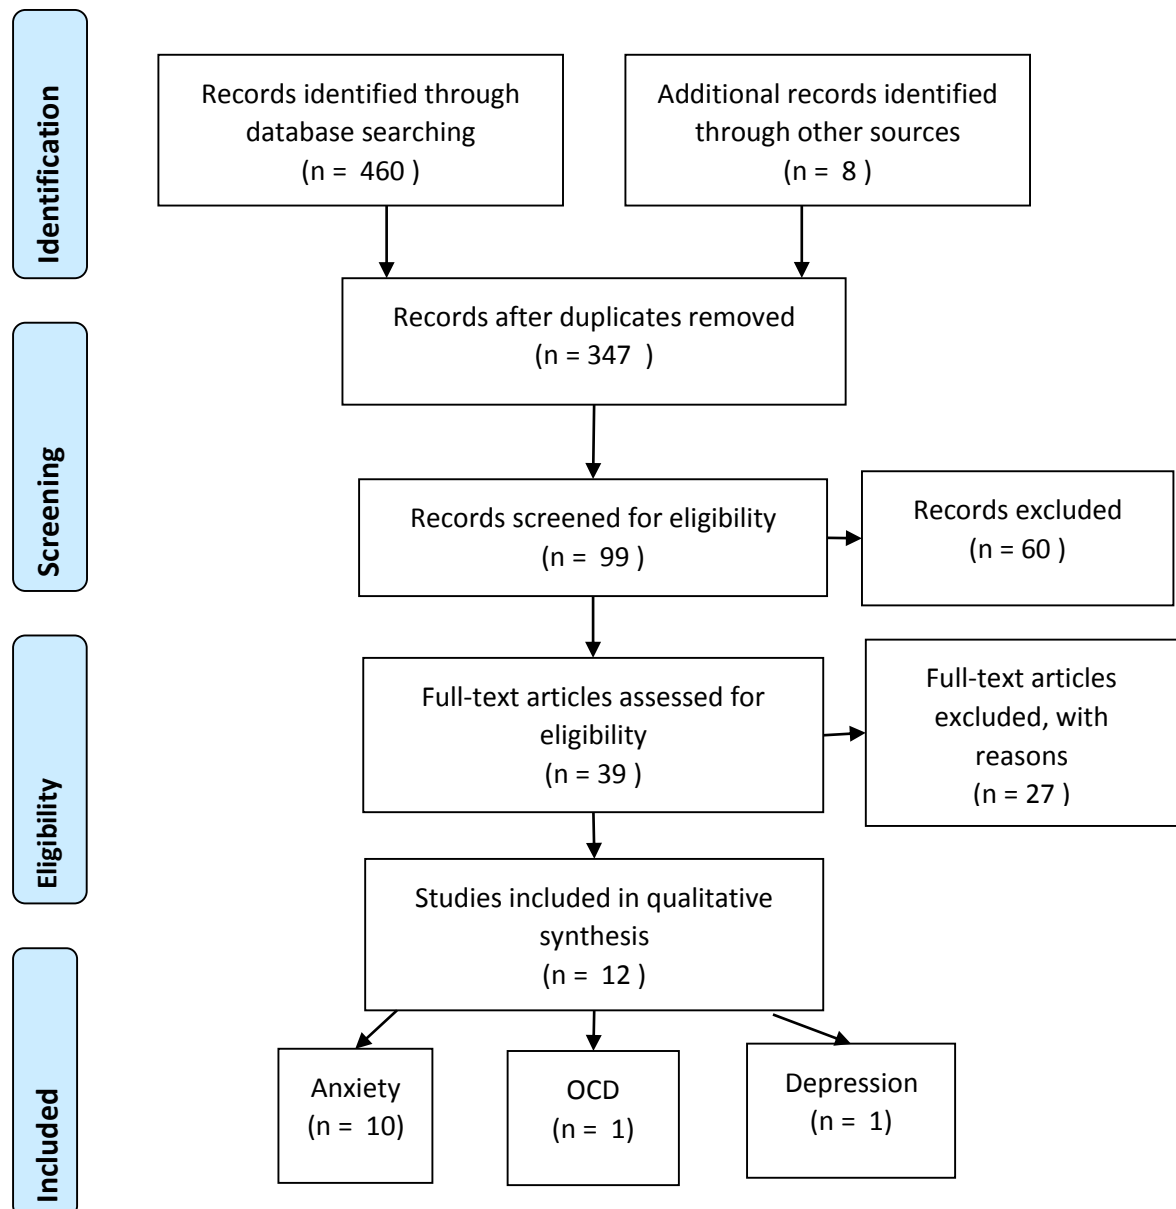 Identification
Records identified through
database searching
(n = 460 )
Additional records identified
through other sources
(n = 8 )
Records after duplicates removed
(n = 347 )
Screening
Records screened for eligibility
(n = 99 )
Records excluded
(n = 60 )
Eligibility
Full-text articles assessed for
eligibility
(n = 39 )
Full-text articles
excluded, with
reasons
(n = 27 )
Studies included in qualitative
synthesis
(n = 12 )
Included
Anxiety
(n = 10)
OCD
(n = 1)
Depression
(n = 1)